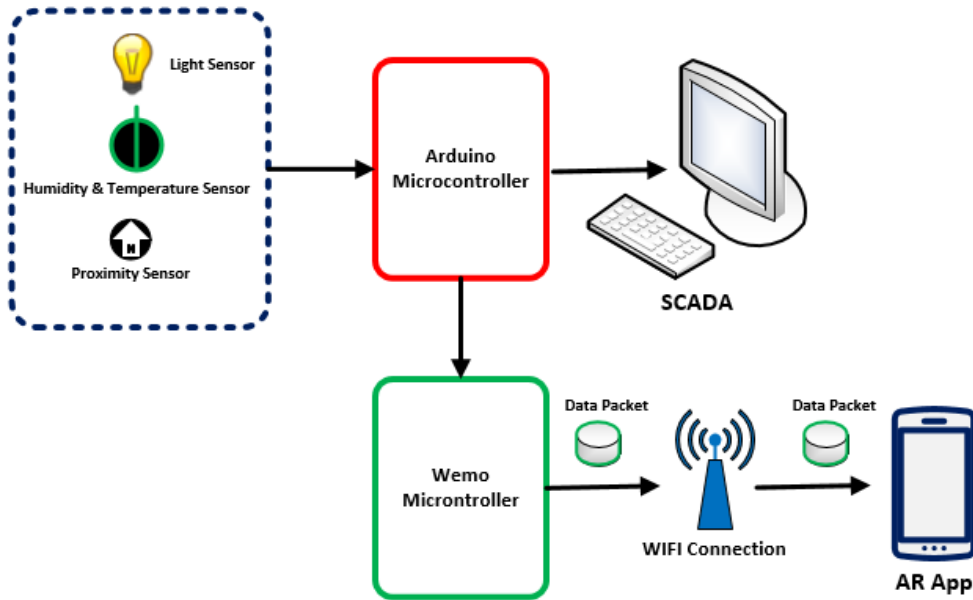 Light Sensor
Humidity & Temperature Sensor
Proximity Sensor
Arduino
Microcontroller
SCADA
Wemo
Microntroller
Data Packet
WIFI Connection
Data Packet
AR App